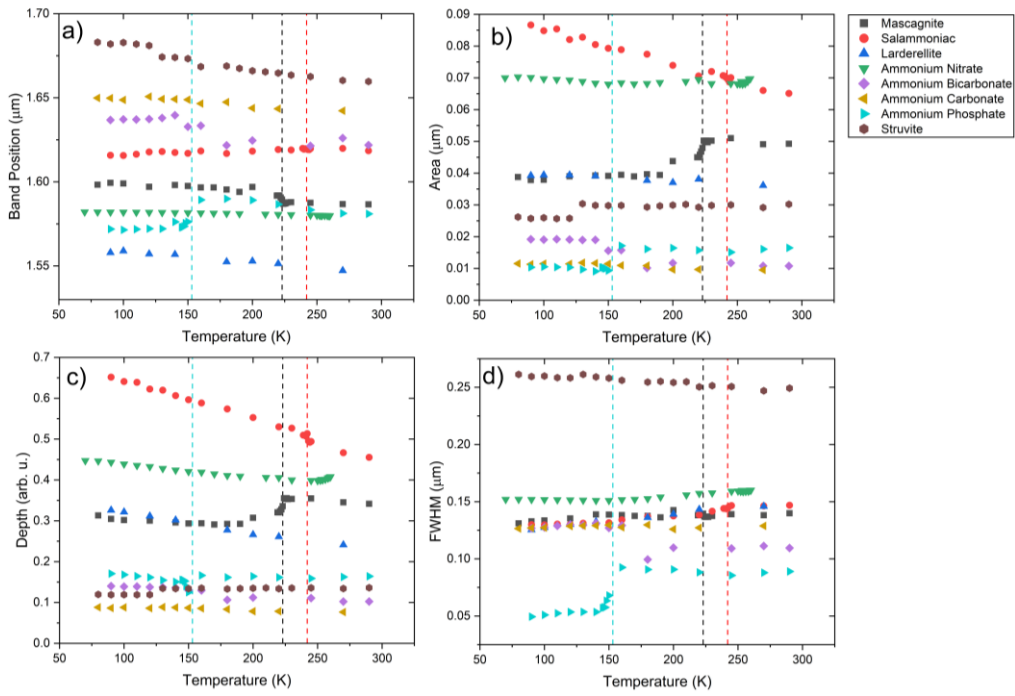 a)
1.70
1.65
1.60
1.55
Band Position (μm)
50 100 150 200 250 300
Temperature (K)
b)
0.09
0.08
0.07
0.06
0.05
0.04
0.03
0.02
0.01
0.00
Area (μm)
50 100 150 200 250 300
Temperature (K)
Mascagnite
Salammoniac
Larderellite
Ammonium Nitrate
Ammonium Bicarbonate
Ammonium Carbonate
Ammonium Phosphate
Struvite
c)
0.7
0.6
0.5
0.4
0.3
0.2
0.1
0.0
Depth (arb. u.)
50 100 150 200 250 300
Temperature (K)
d)
0.25
0.20
0.15
0.10
0.05
FWHM (μm)
50 100 150 200 250 300
Temperature (K)